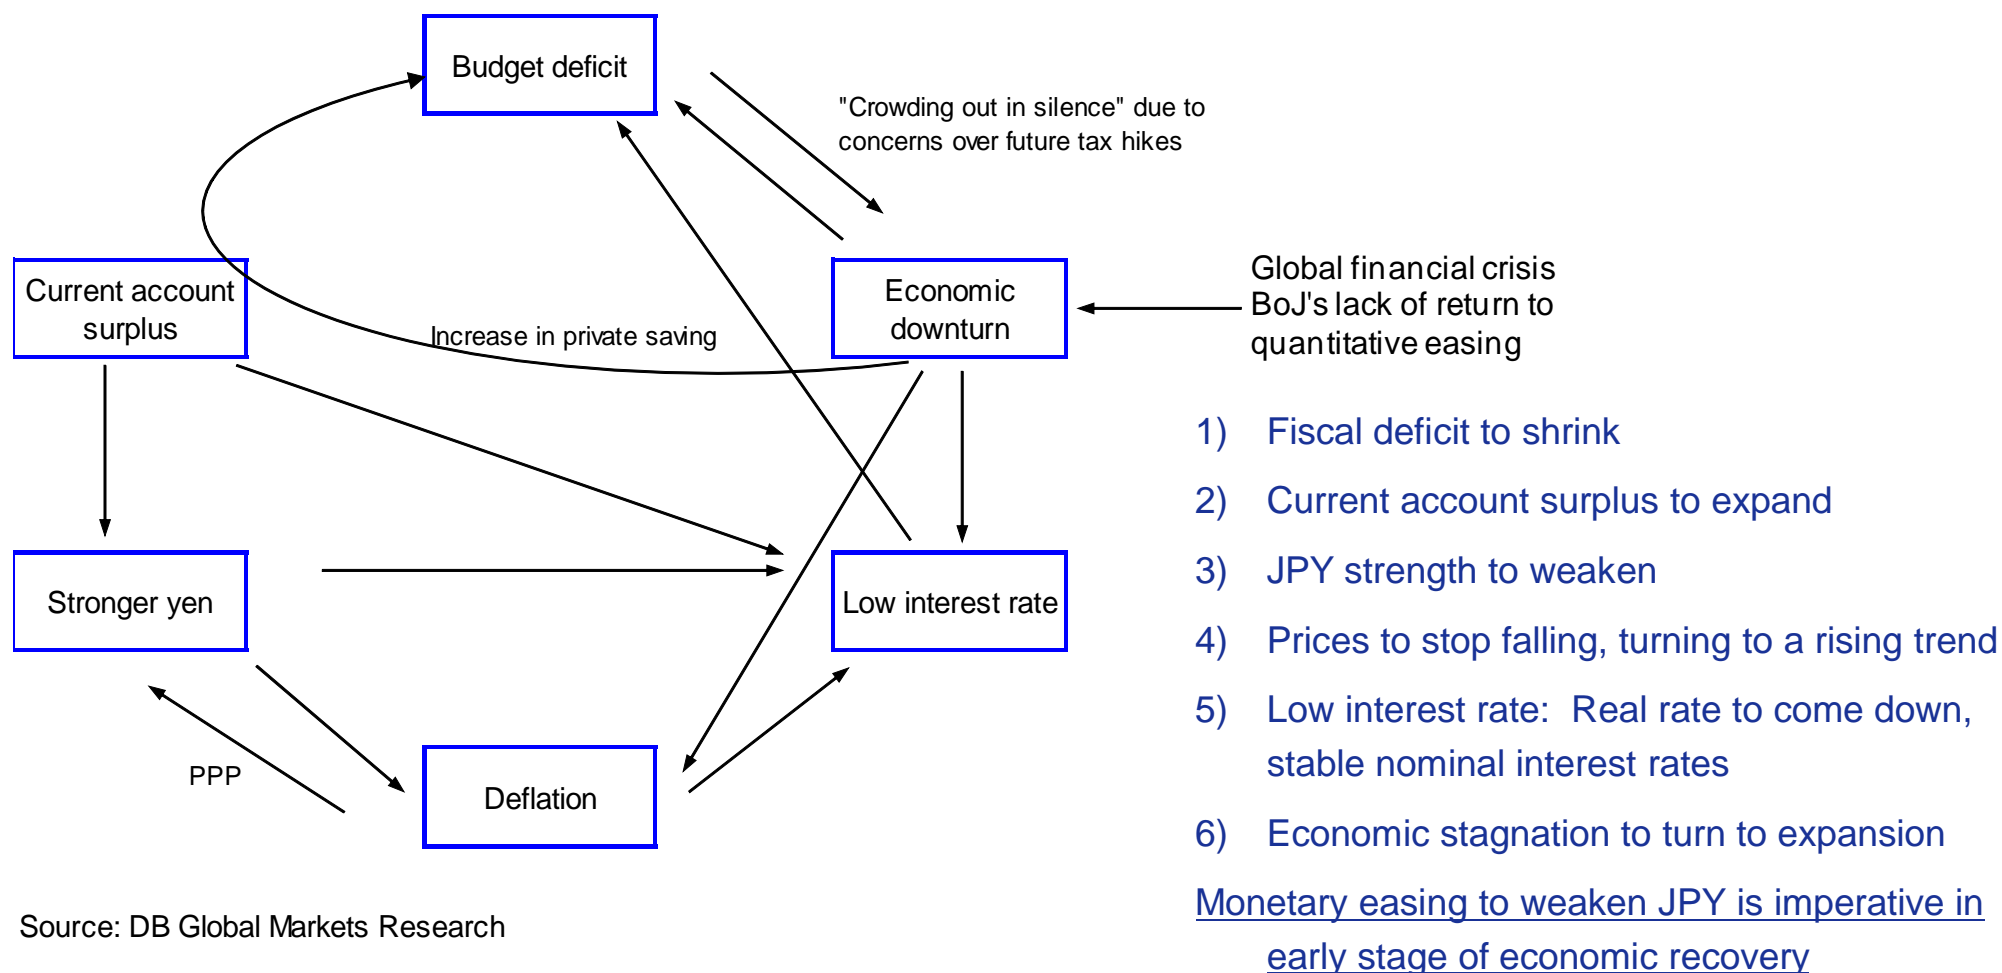 Budget deficit
"Crowding out in silence" due to
concerns over future tax hikes
Current account
surplus
Increase in private saving
Economic
downturn
Global financial crisis
BoJ's lack of return to
quantitative easing
Stronger yen
Low interest rate
PPP
Deflation
1) Fiscal deficit to shrink
2) Current account surplus to expand
3) JPY strength to weaken
4) Prices to stop falling, turning to a rising trend
5) Low interest rate: Real rate to come down,
stable nominal interest rates
6) Economic stagnation to turn to expansion
Monetary easing to weaken JPY is imperative in
early stage of economic recovery
Source: DB Global Markets Research